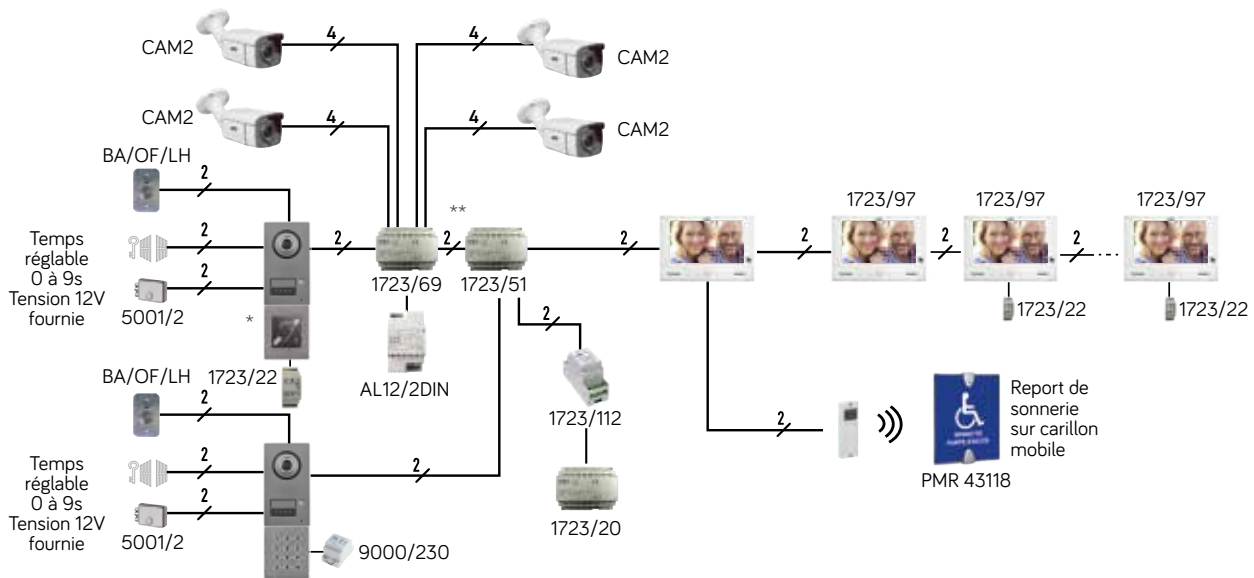 CAM2
4
4
CAM2
CAM2
4
4
CAM2
BA/OF/LH
2
Temps
réglable
0 à 9s
Tension 12V
fournie
2
2
5001/2
*
1723/22
2
1723/69
AL12/2DIN
**
2
1723/51
2
1723/112
1723/20
2
2
1723/97
2
1723/97
1723/22
2
1723/97
1723/22
2
Report de
sonnerie
sur carillon
mobile
PMR 43118
BA/OF/LH
2
Temps
réglable
0 à 9s
Tension 12V
fournie
2
2
5001/2
2
9000/230